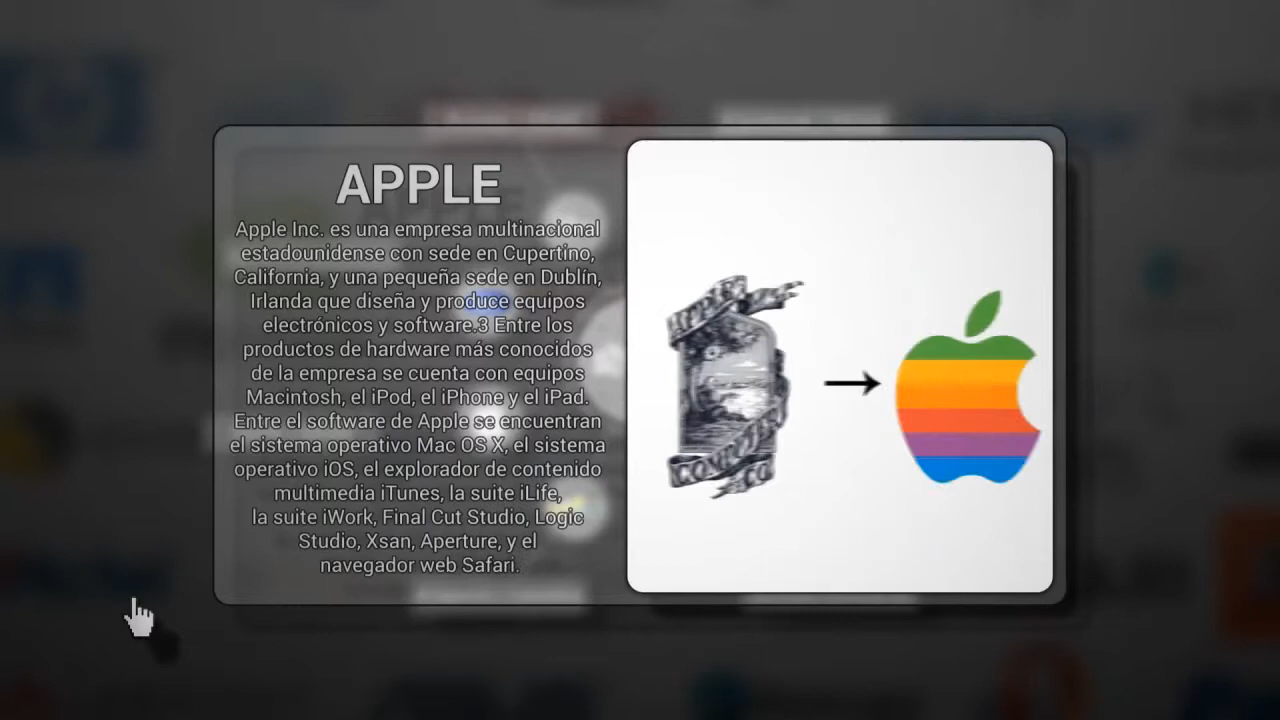 APPLE
Apple Inc. es una empresa multinacional
estadounidense con sede en Cupertino,
California, y una pequeña sede en Dublín,
Irlanda que diseña y produce equipos
electrónicos y software.3 Entre los
productos de hardware más conocidos
de la empresa se cuenta con equipos
Macintosh, el iPod, el iPhone y el iPad.
Entre el software de Apple se encuentran
el sistema operativo Mac OS X, el sistema
operativo iOS, el explorador de contenido
multimedia iTunes, la suite iLife,
la suite iWork, Final Cut Studio, Logic
Studio, Xsan, Aperture, y el
navegador web Safari.